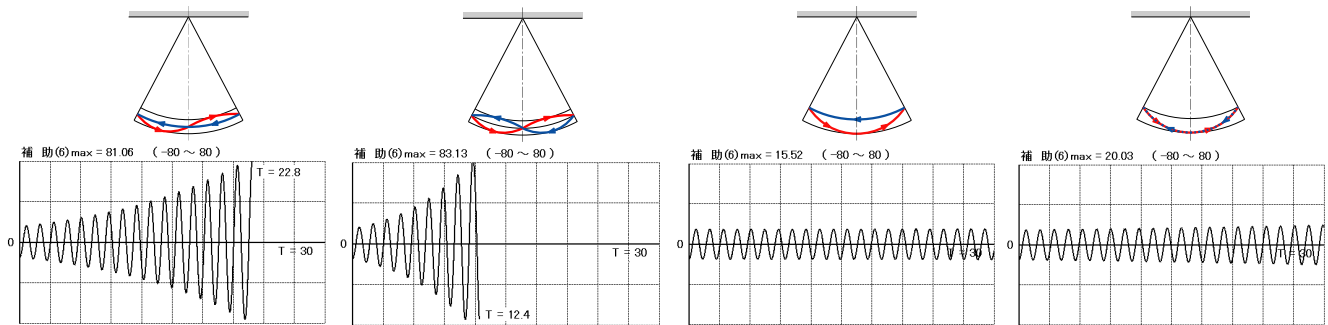 補 助(6)max = 81.06 (-80 ~ 80)
T = 22.8
0
T = 30
補 助(6)max = 83.13 (-80 ~ 80)
0
T = 30
T = 12.4
補 助(6)max = 15.52 (-80 ~ 80)
0
T = 30
補 助(6)max = 20.03 (-80 ~ 80)
0
T = 30